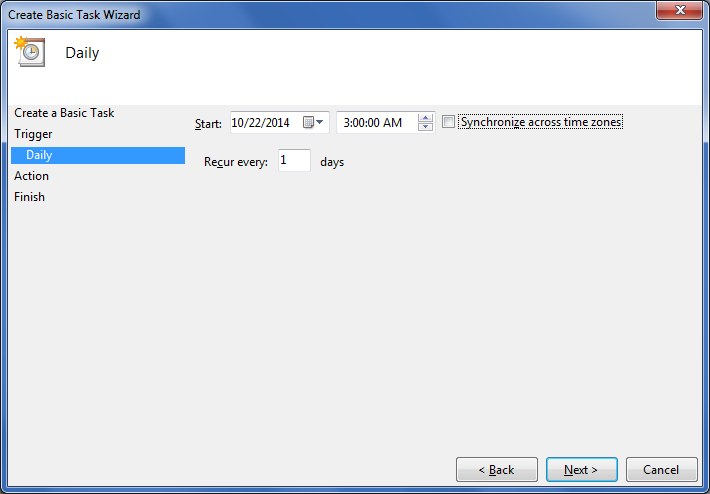 Create Basic Task Wizard
Daily
Create a Basic Task
Trigger
Daily
Action
Finish
Start: 10/22/2014 3:00:00 AM Synchronize across time zones
Recur every: 1 days
< Back Next > Cancel